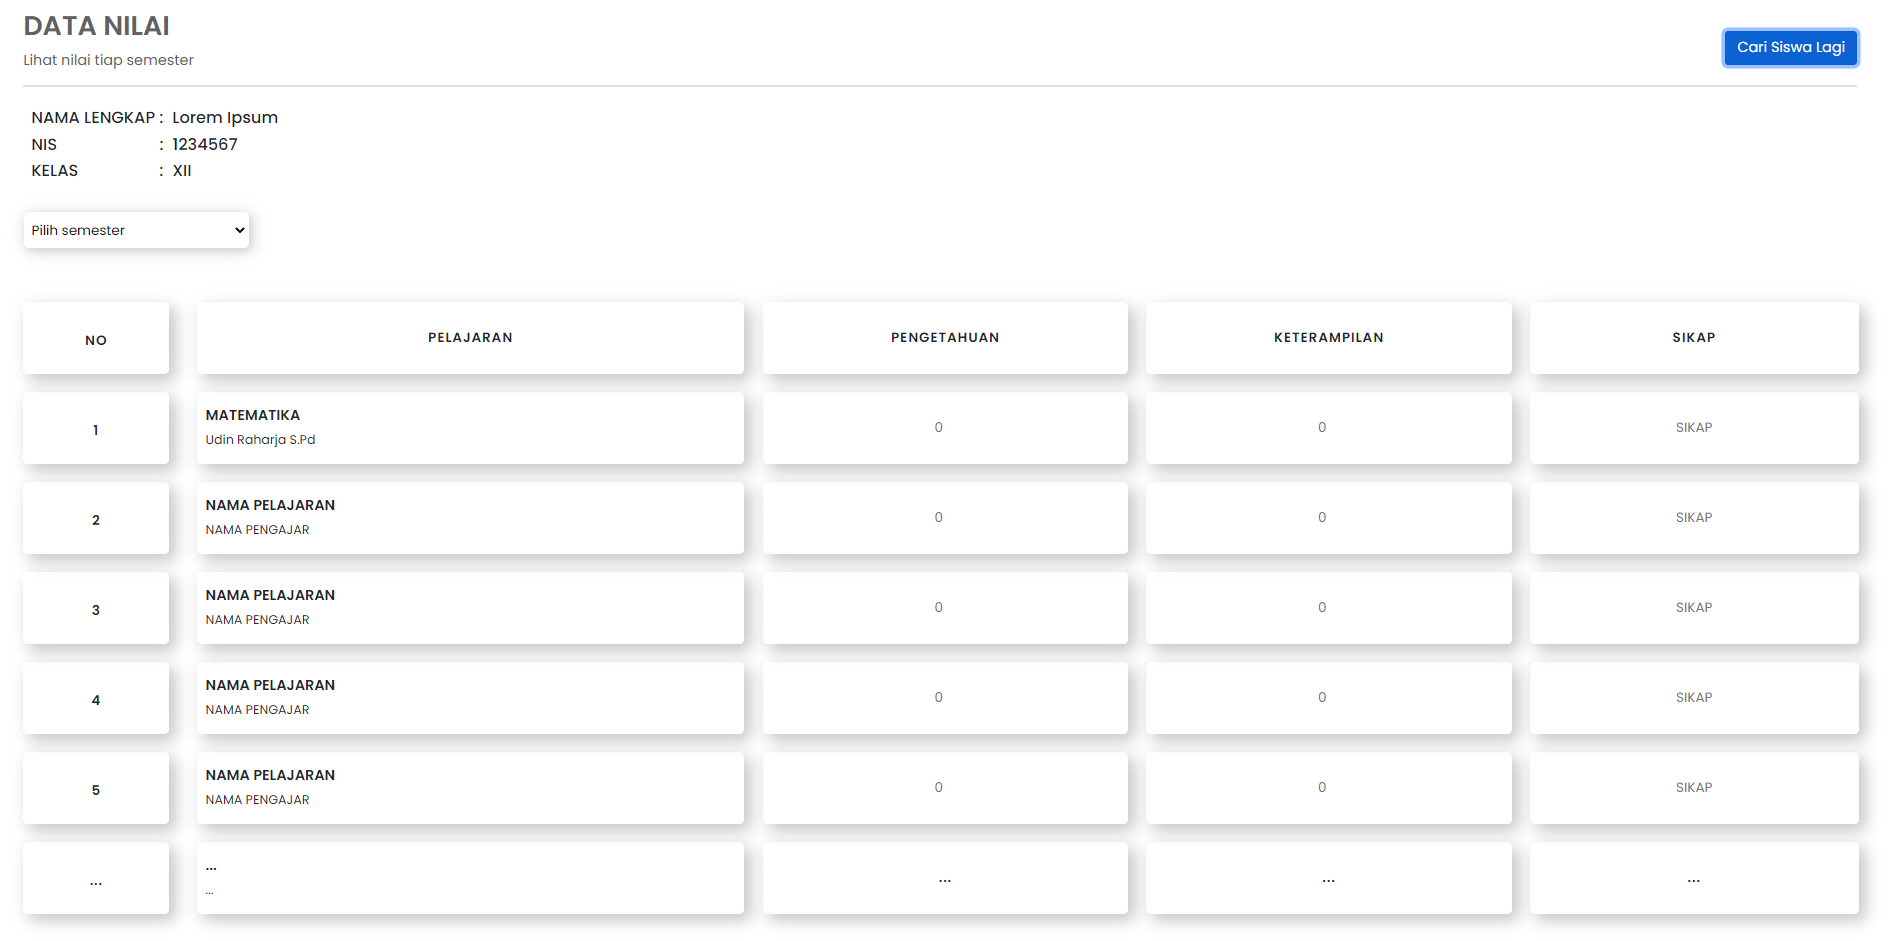 DATA NILAI
Lihat nilai tiap semester
Cari Siswa Lagi
NAMA LENGKAP : Lorem Ipsum
NIS : 1234567
KELAS : XII
Pilih semester
NO PELAJARAN PENGETAHUAN KETERAMPILAN SIKAP
1 MATEMATIKA 0 0 SIKAP
Udin Raharja S.Pd
2 NAMA PELAJARAN 0 0 SIKAP
NAMA PENGAJAR
3 NAMA PELAJARAN 0 0 SIKAP
NAMA PENGAJAR
4 NAMA PELAJARAN 0 0 SIKAP
NAMA PENGAJAR
5 NAMA PELAJARAN 0 0 SIKAP
NAMA PENGAJAR
... ... ... ... ...
...